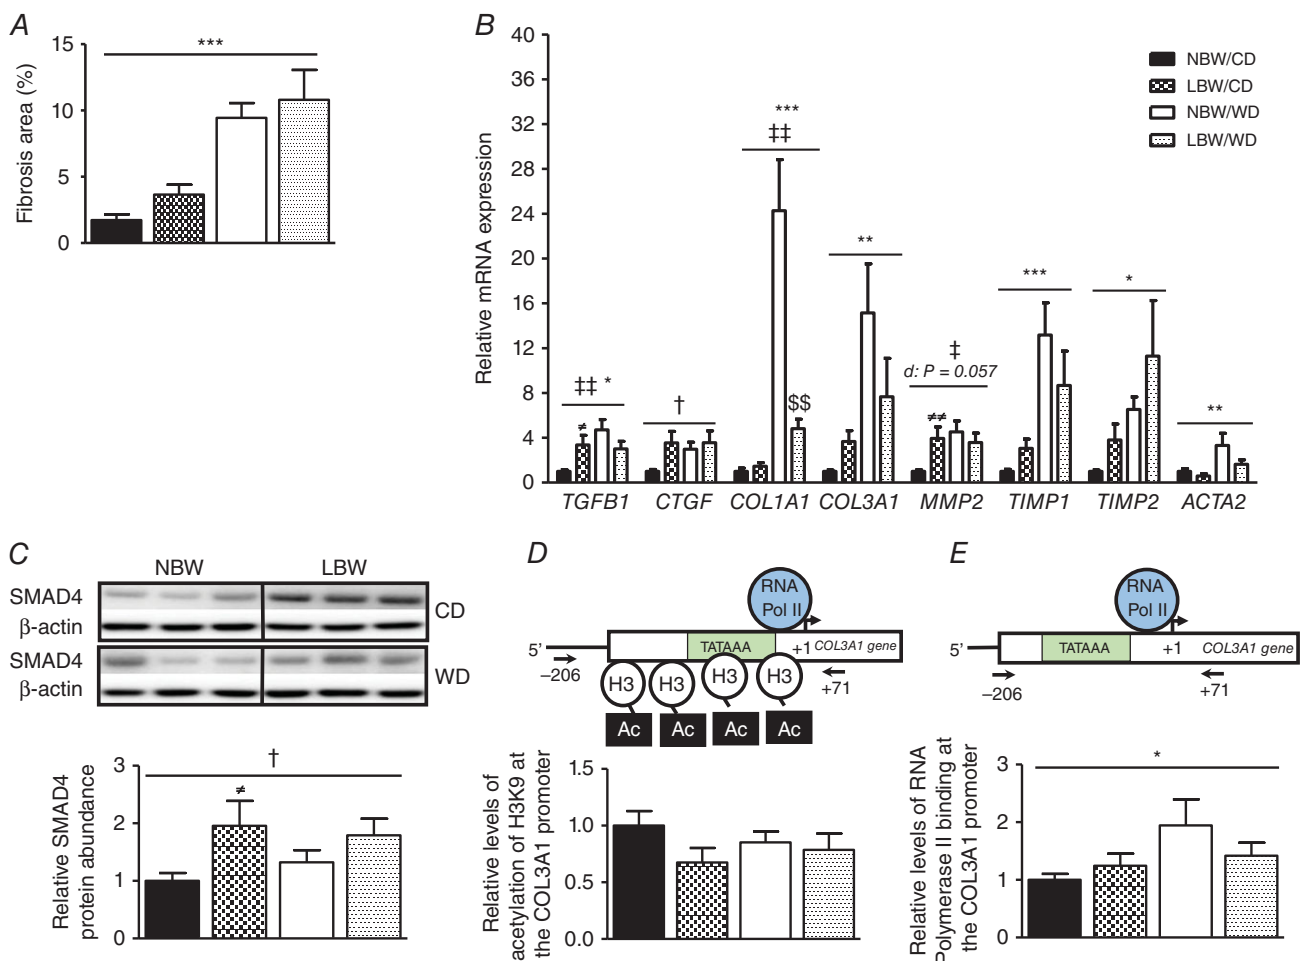 A
Fibrosis area (%)
15
10
5
0
***
B
Relative mRNA expression
40
36
32
28
24
20
16
12
8
4
0
NBW/CD
LBW/CD
NBW/WD
LBW/WD
‡‡ *
≠
†
***
‡‡
$$
**
‡
d: P = 0.057
≠≠
***
*
**
TGFB1 CTGF COL1A1 COL3A1 MMP2 TIMP1 TIMP2 ACTA2
C
NBW LBW
SMAD4
β-actin
CD
SMAD4
β-actin
WD
Relative SMAD4
protein abundance
3
2
1
0
†
≠
D
RNA
Pol II
5'
TATAAA
+1 COL3A1 gene
–206
+71
H3 H3 H3 H3
Ac Ac Ac Ac
Relative levels of
acetylation of H3K9 at
the COL3A1 promoter
1.5
1.0
0.5
0.0
E
RNA
Pol II
5'
TATAAA
+1 COL3A1 gene
–206
+71
Relative levels of RNA
Polymerase II binding at
the COL3A1 promoter
3
2
1
0
*